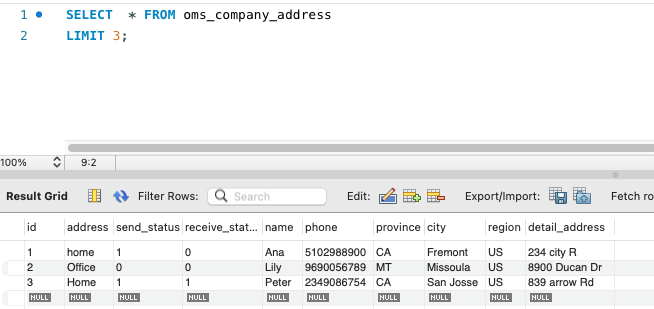 1 SELECT * FROM oms_company_address
2 LIMIT 3;
100% 9:2
Result Grid Filter Rows: Search Edit: Export/Import: Fetch ro
id address send_status receive_stat... name phone province city region detail_address
1 home 1 0 Ana 5102988900 CA Fremont US 234 city R
2 Office 0 0 Lily 9690056789 MT Missoula US 8900 Ducan Dr
3 Home 1 1 Peter 2349086754 CA San Josse US 839 arrow Rd
NULL NULL NULL NULL NULL NULL NULL NULL NULL NULL